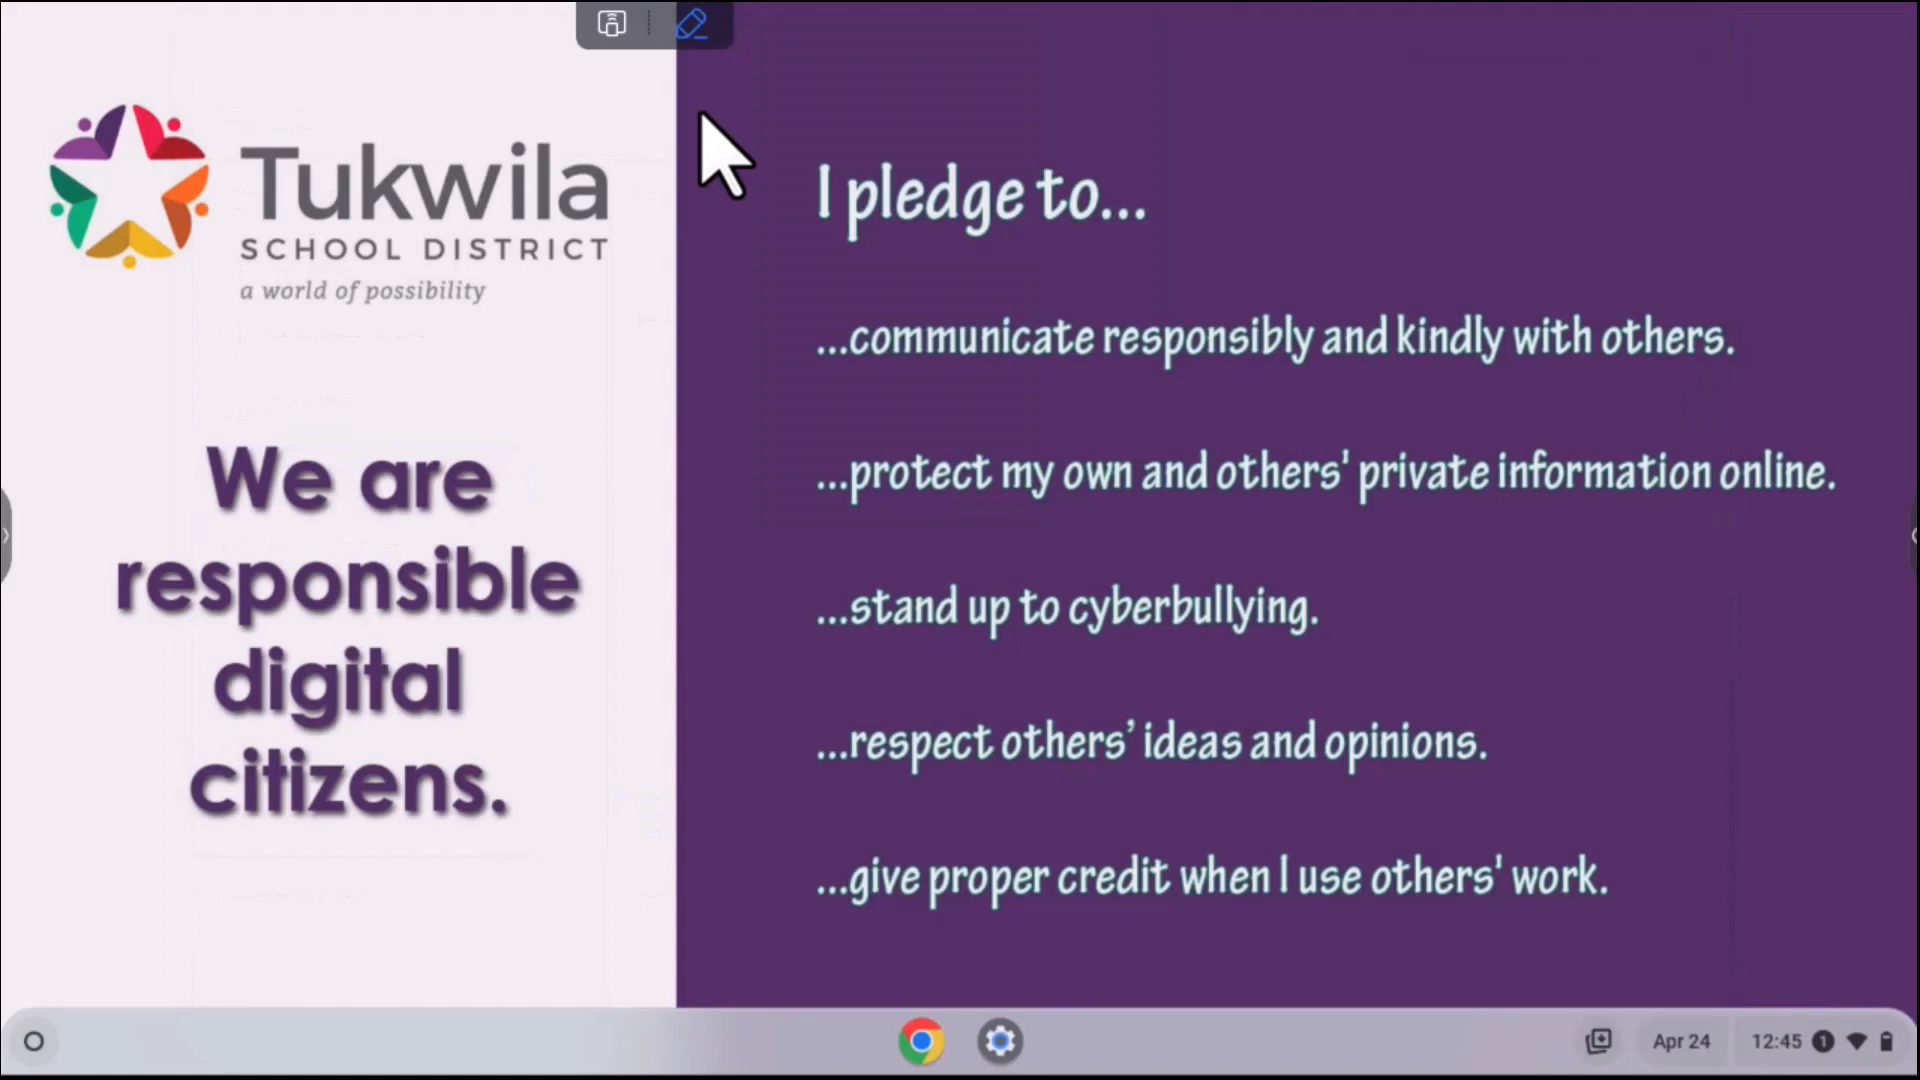 Tukwila
SCHOOL DISTRICT
a world of possibility
We are
responsible
digital
citizens.
I pledge to...
...communicate responsibly and kindly with others.
...protect my own and others' private information online.
...stand up to cyberbullying.
...respect others’ ideas and opinions.
...give proper credit when I use others' work.
Apr 24
12:45
1